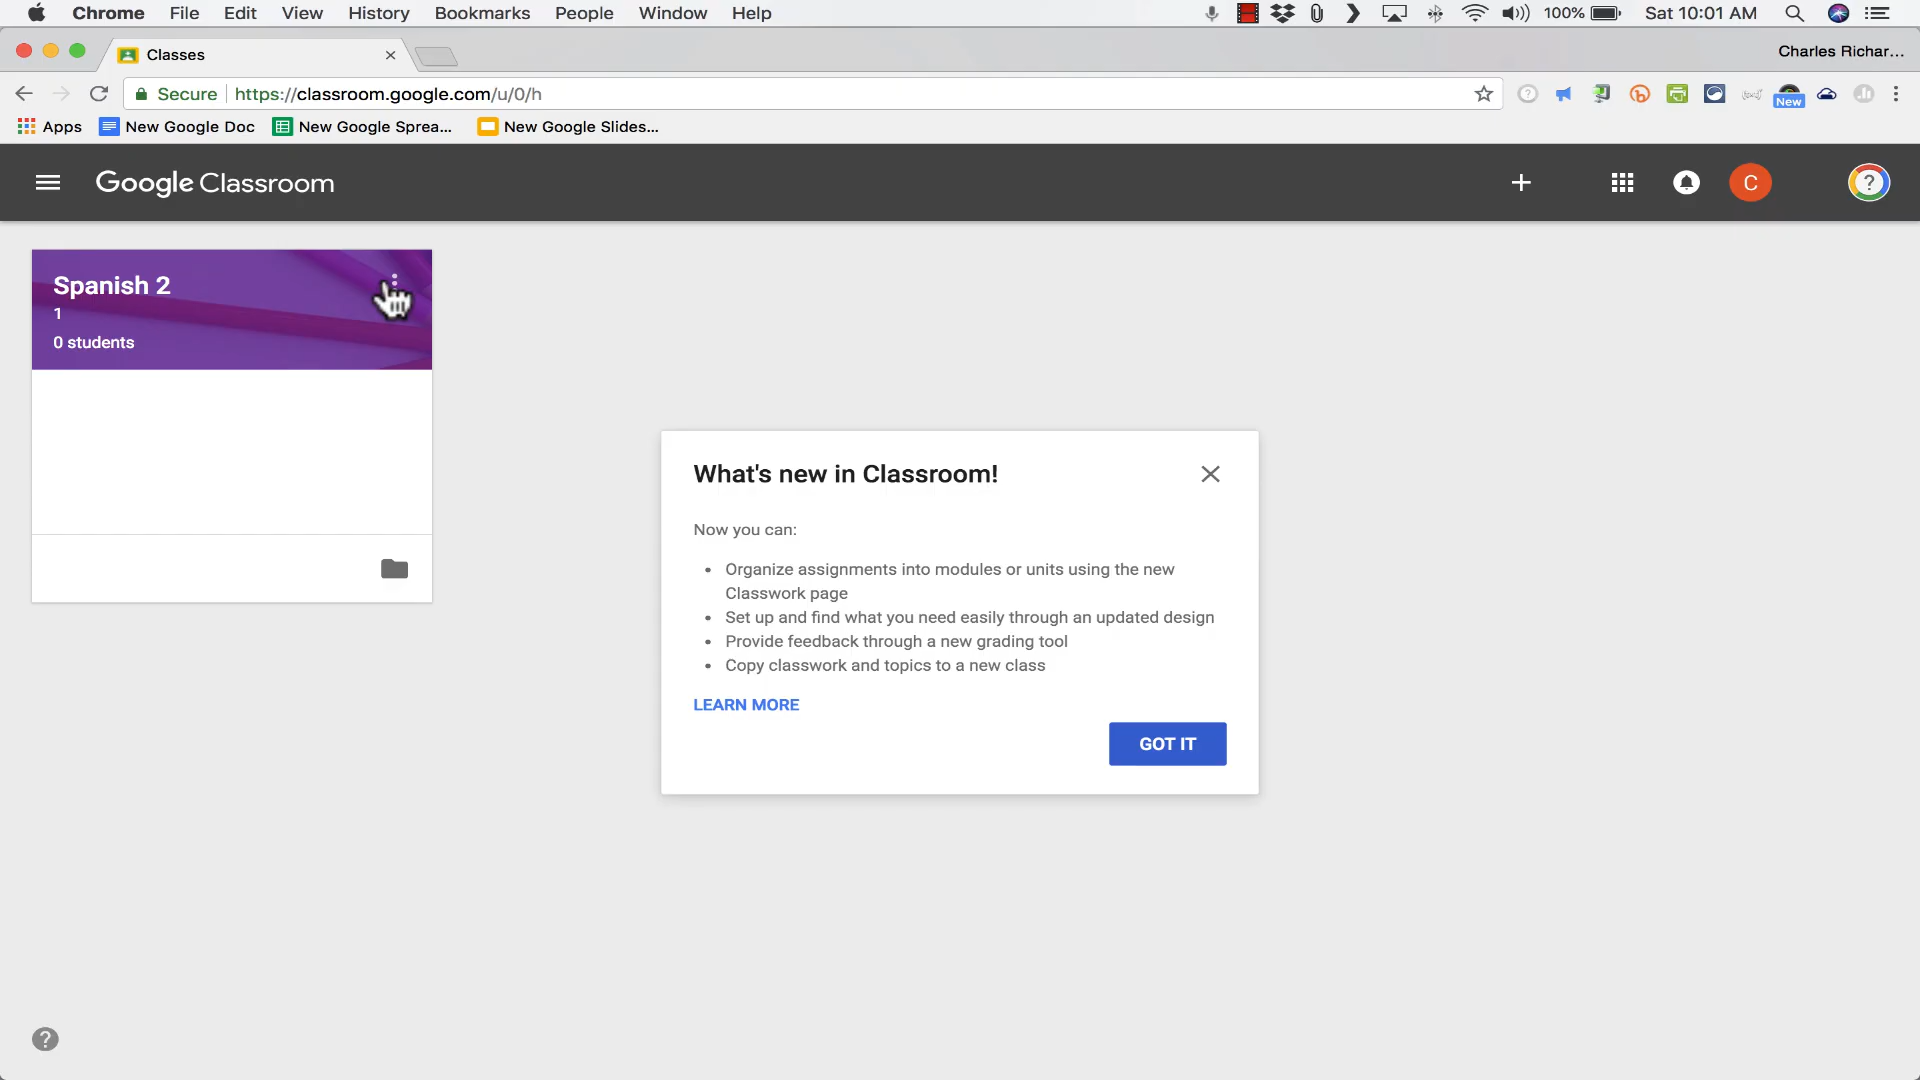 Chrome File Edit View History Bookmarks People Window Help 100% Sat 10:01 AM
Classes Charles Richar...
Secure https://classroom.google.com/u/0/h New
Apps New Google Doc New Google Sprea... New Google Slides...
Google Classroom C ?
Spanish 2
1
0 students
What's new in Classroom!
Now you can:
• Organize assignments into modules or units using the new
Classwork page
• Set up and find what you need easily through an updated design
• Provide feedback through a new grading tool
• Copy classwork and topics to a new class
LEARN MORE
GOT IT
?